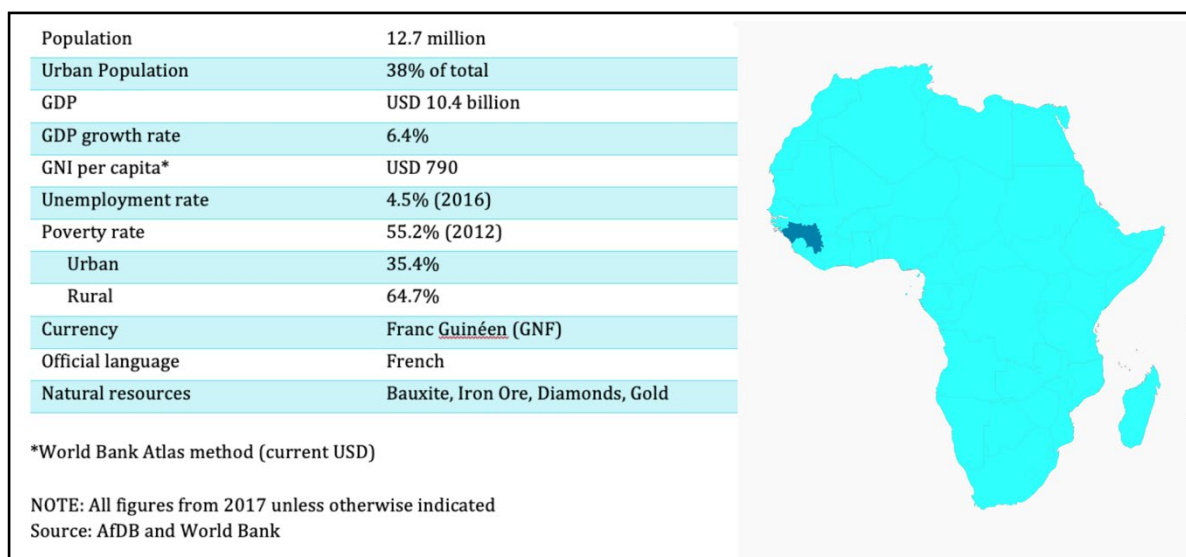 Population 12.7 million
Urban Population 38% of total
GDP USD 10.4 billion
GDP growth rate 6.4%
GNI per capita* USD 790
Unemployment rate 4.5% (2016)
Poverty rate 55.2% (2012)
Urban 35.4%
Rural 64.7%
Currency Franc Guinéen (GNF)
Official language French
Natural resources Bauxite, Iron Ore, Diamonds, Gold
*World Bank Atlas method (current USD)
NOTE: All figures from 2017 unless otherwise indicated
Source: AfDB and World Bank